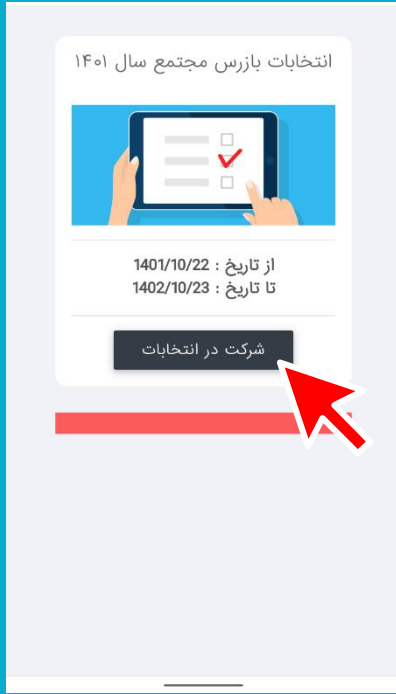 انتخابات بازرس مجتمع سال ۱۴۰۱
از تاریخ : 1401/10/22
تا تاریخ : 1402/10/23
شرکت در انتخابات